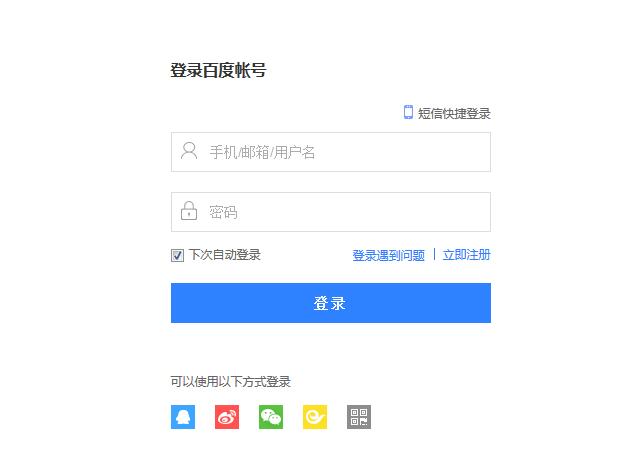 登录百度帐号
短信快捷登录
手机/邮箱/用户名
密码
下次自动登录 登录遇到问题 | 立即注册
登录
可以使用以下方式登录